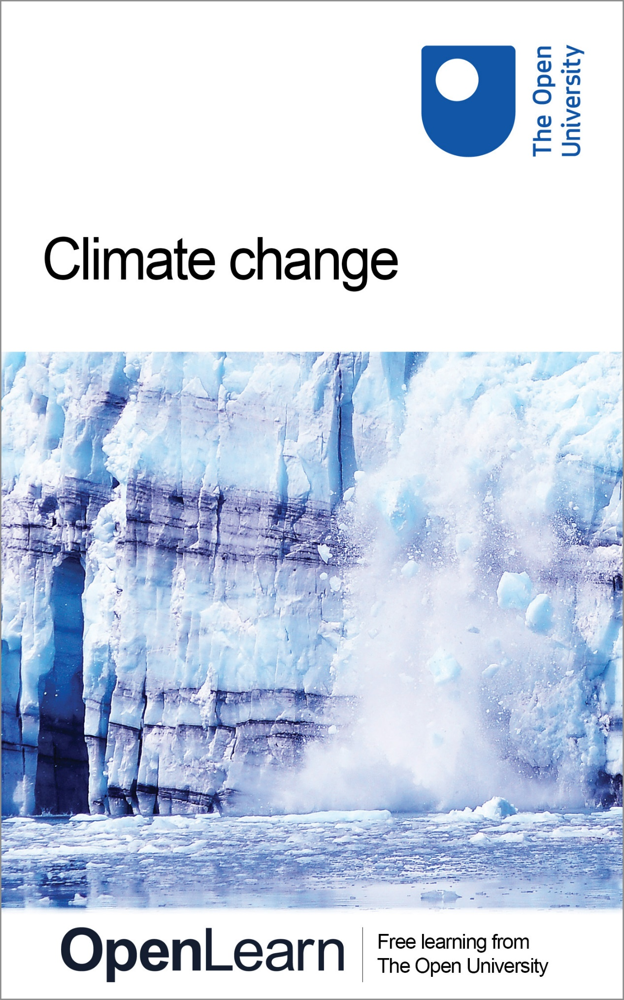 The Open
University
Climate change
OpenLearn
Free learning from
The Open University